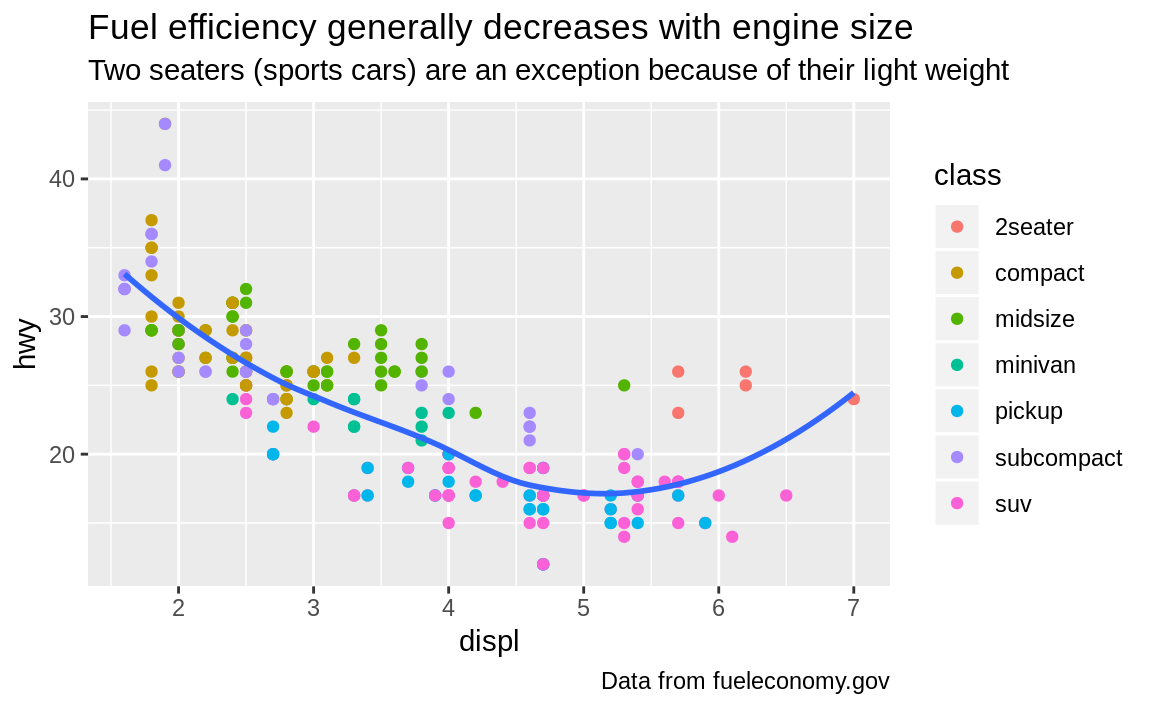 Fuel efficiency generally decreases with engine size
Two seaters (sports cars) are an exception because of their light weight
hwy
40
30
20
2 3 4 5 6 7
displ
class
2seater
compact
midsize
minivan
pickup
subcompact
suv
Data from fueleconomy.gov